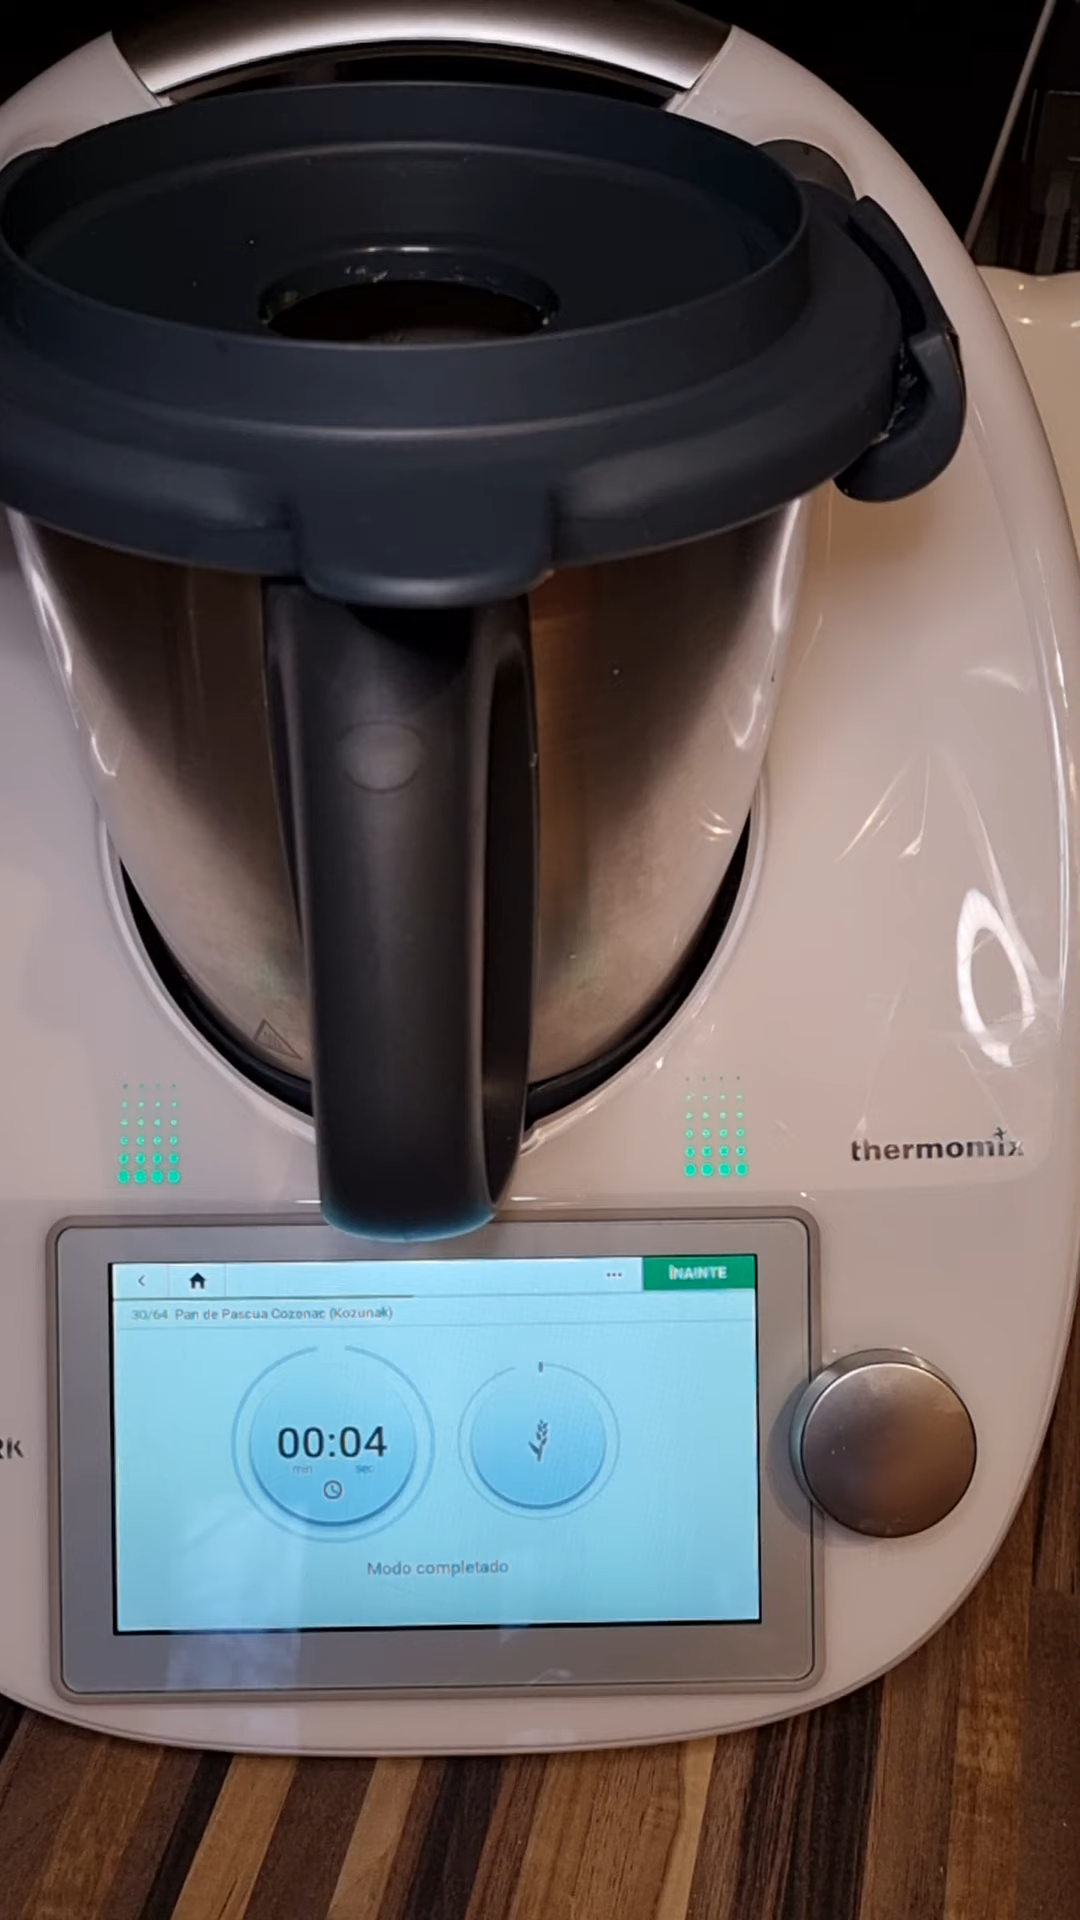 thermomix
ÎNAINTE
30/64 Pan de Pascua Cozonac (Kozunak)
00:04
min sec
Modo completado